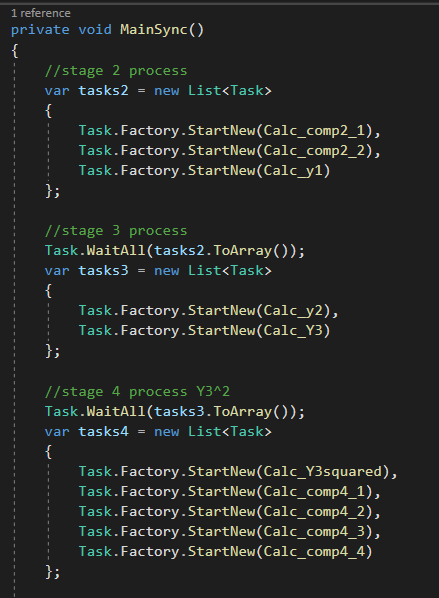 1 reference
private void MainSync()
{
//stage 2 process
var tasks2 = new List<Task>
{
Task.Factory.StartNew(Calc_comp2_1),
Task.Factory.StartNew(Calc_comp2_2),
Task.Factory.StartNew(Calc_y1)
};
//stage 3 process
Task.WaitAll(tasks2.ToArray());
var tasks3 = new List<Task>
{
Task.Factory.StartNew(Calc_y2),
Task.Factory.StartNew(Calc_Y3)
};
//stage 4 process Y3^2
Task.WaitAll(tasks3.ToArray());
var tasks4 = new List<Task>
{
Task.Factory.StartNew(Calc_Y3squared),
Task.Factory.StartNew(Calc_comp4_1),
Task.Factory.StartNew(Calc_comp4_2),
Task.Factory.StartNew(Calc_comp4_3),
Task.Factory.StartNew(Calc_comp4_4)
};